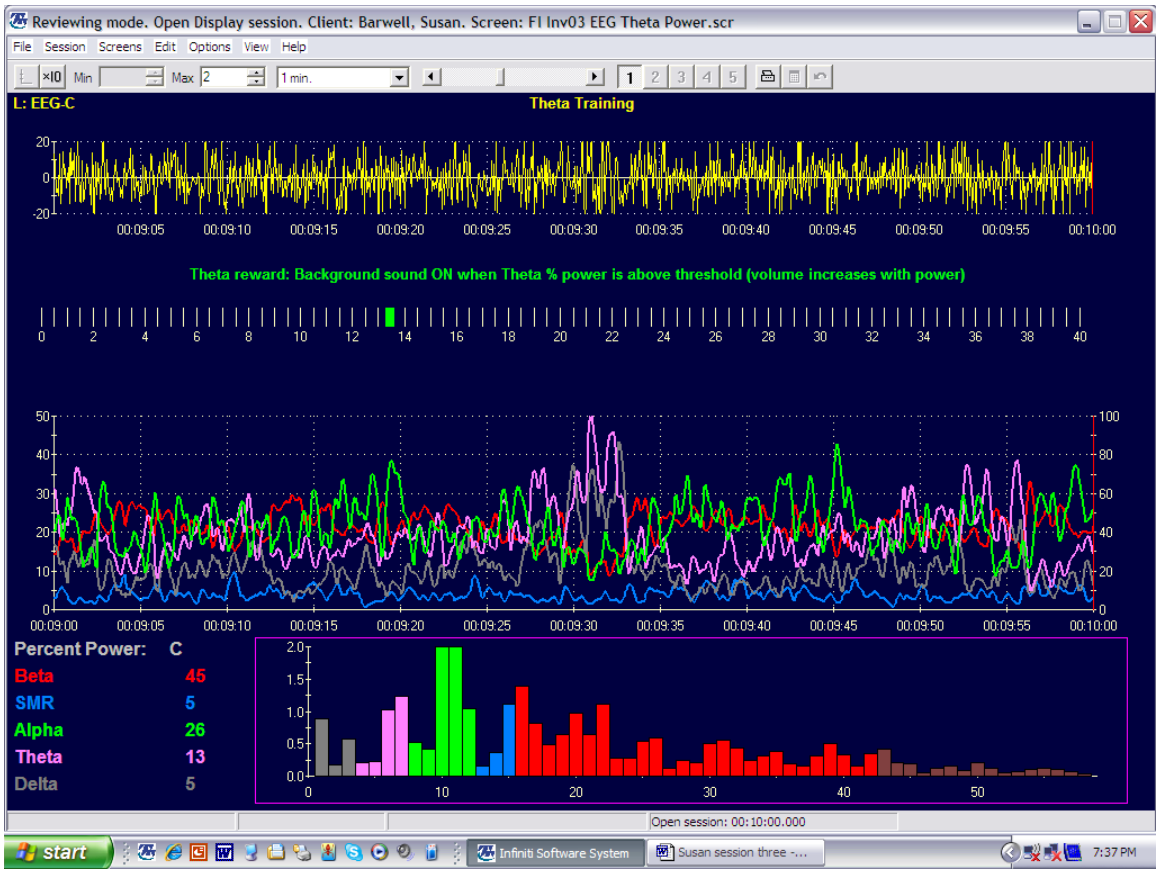 Reviewing mode. Open Display session. Client: Barwell, Susan. Screen: FI Inv03 EEG Theta Power.scr
File Session Screens Edit Options View Help
×10 Min Max 2 1 min. 1 2 3 4 5
L: EEG-C Theta Training
20
0
-20
00:09:05 00:09:10 00:09:15 00:09:20 00:09:25 00:09:30 00:09:35 00:09:40 00:09:45 00:09:50 00:09:55 00:10:00
Theta reward: Background sound ON when Theta % power is above threshold (volume increases with power)
0 2 4 6 8 10 12 14 16 18 20 22 24 26 28 30 32 34 36 38 40
50 100
40 80
30 60
20 40
10 20
0 0
00:09:00 00:09:05 00:09:10 00:09:15 00:09:20 00:09:25 00:09:30 00:09:35 00:09:40 00:09:45 00:09:50 00:09:55 00:10:00
Percent Power: C 2.0
Beta 45 1.5
SMR 5 1.0
Alpha 26 0.5
Theta 13 0.0
Delta 5 0 10 20 30 40 50
Open session: 00:10:00.000
start Infiniti Software System Susan session three -... 7:37 PM